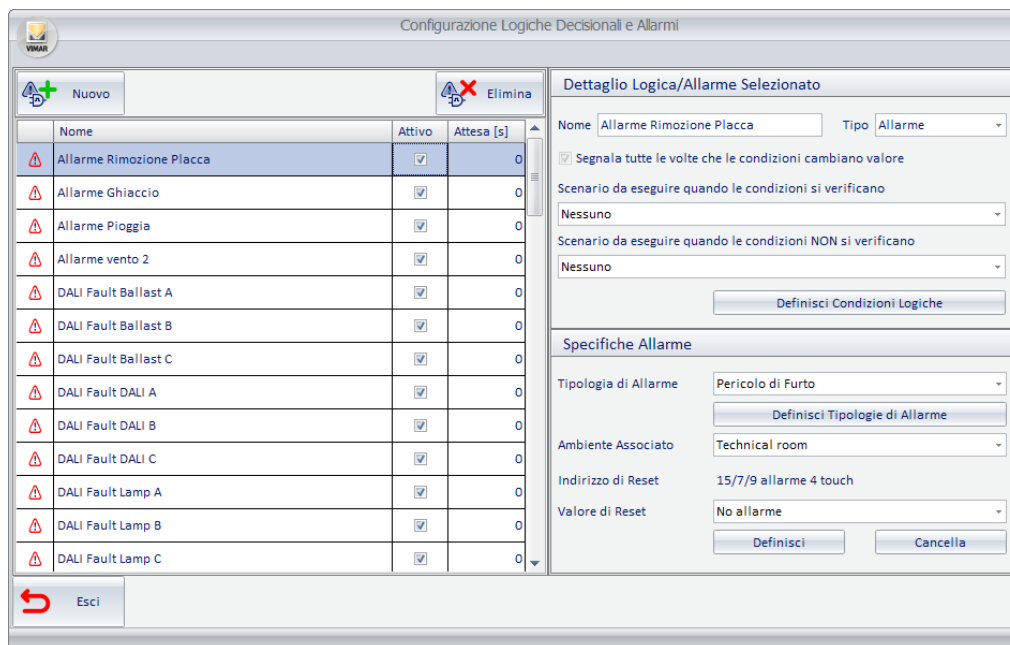 Configurazione Logiche Decisionali e Allarmi
VIMAR
Nuovo
Elimina
Nome Attivo Attesa [s]
Allarme Rimozione Placca 0
Allarme Ghiaccio 0
Allarme Pioggia 0
Allarme vento 2 0
DALI Fault Ballast A 0
DALI Fault Ballast B 0
DALI Fault Ballast C 0
DALI Fault DALI A 0
DALI Fault DALI B 0
DALI Fault DALI C 0
DALI Fault Lamp A 0
DALI Fault Lamp B 0
DALI Fault Lamp C 0
Esci
Dettaglio Logica/Allarme Selezionato
Nome Allarme Rimozione Placca Tipo Allarme
Segnala tutte le volte che le condizioni cambiano valore
Scenario da eseguire quando le condizioni si verificano
Nessuno
Scenario da eseguire quando le condizioni NON si verificano
Nessuno
Definisci Condizioni Logiche
Specifiche Allarme
Tipologia di Allarme Pericolo di Furto
Definisci Tipologie di Allarme
Ambiente Associato Technical room
Indirizzo di Reset 15/7/9 allarme 4 touch
Valore di Reset No allarme
Definisci Cancella